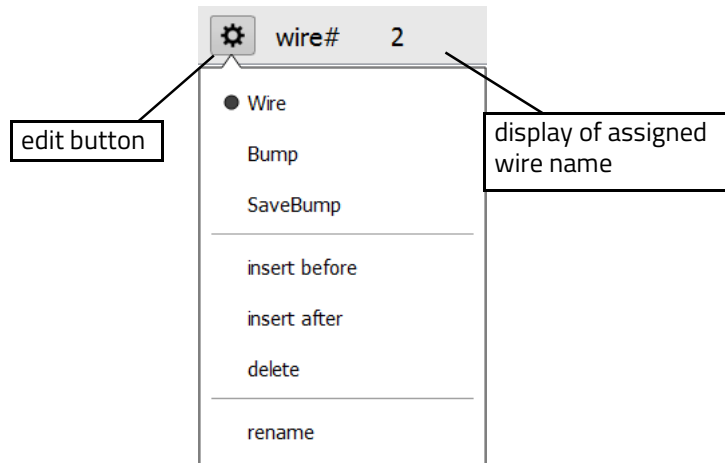 wire# 2
Wire
edit button
display of assigned
wire name
Bump
SaveBump
insert before
insert after
delete
rename